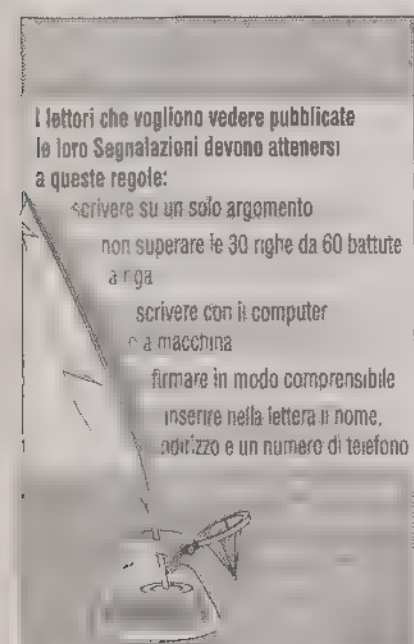 I lettori che vogliono vedere pubblicate
le loro Segnalazioni devono attenersi
a queste regole:
scrivere su un solo argomento
non superare le 30 righe da 60 battute
a riga
scrivere con il computer
o a macchina
firmare in modo comprensibile
inserire nella lettera il nome,
indirizzo e un numero di telefono